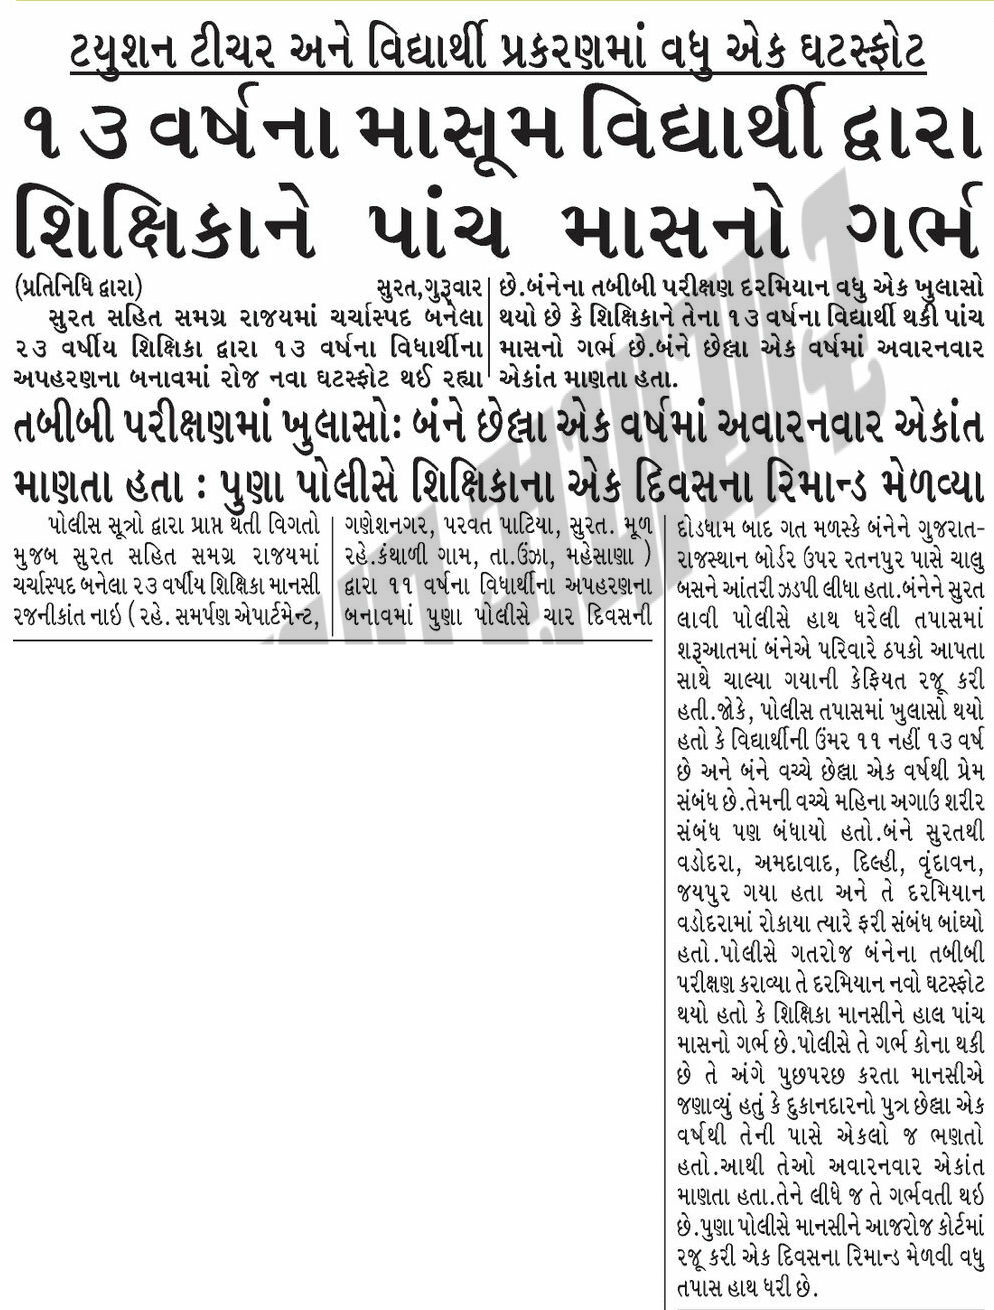 ટયુશન ટીચર અને વિદ્યાર્થી પ્રકરણમાં વધુ એક ઘટસ્ફોટ
૧૩ વર્ષના માસૂમ વિદ્યાર્થી દ્વારા
શિક્ષિકાને પાંચ માસનો ગર્ભ
(પ્રતિનિધિ દ્વારા) સુરત,ગુરૂવાર
સુરત સહિત સમગ્ર રાજયમાં ચર્ચાસ્પદ બનેલા
૨૩ વર્ષીય શિક્ષિકા દ્વારા ૧૩ વર્ષના વિધાર્થીના
અપહરણના બનાવમાં રોજ નવા ઘટસ્ફોટ થઈ રહ્યા
છે.બંનેના તબીબી પરીક્ષણ દરમિયાન વધુ એક ખુલાસો
થયો છે કે શિક્ષિકાને તેના ૧૩ વર્ષના વિદ્યાર્થી થકી પાંચ
માસનો ગર્ભ છે.બંને છેલ્લા એક વર્ષમાં અવારનવાર
એકાંત માણતા હતા.
તબીબી પરીક્ષણમાં ખુલાસોઃ બંને છેલ્લા એક વર્ષમાં અવારનવાર એકાંત
માણતા હતા : પુણા પોલીસે શિક્ષિકાના એક દિવસના રિમાન્ડ મેળવ્યા
પોલીસ સૂત્રો દ્વારા પ્રાપ્ત થતી વિગતો
મુજબ સુરત સહિત સમગ્ર રાજયમાં
ચર્ચાસ્પદ બનેલા ૨૩ વર્ષીય શિક્ષિકા માનસી
રજનીકાંત નાઇ ( રહે. સમર્પણ એપાર્ટમેન્ટ,
ગણેશનગર, પરવત પાટિયા, સુરત. મૂળ
રહે.કંથાળી ગામ, તા.ઉંઝા, મહેસાણા )
દ્વારા ૧૧ વર્ષના વિધાર્થીના અપહરણના
બનાવમાં પુણા પોલીસે ચાર દિવસની
દોડધામ બાદ ગત મળસ્કે બંનેને ગુજરાત-
રાજસ્થાન બોર્ડર ઉપર રતનપુર પાસે ચાલુ
બસને આંતરી ઝડપી લીધા હતા.બંનેને સુરત
લાવી પોલીસે હાથ ધરેલી તપાસમાં
શરૂઆતમાં બંનેએ પરિવારે ઠપકો આપતા
સાથે ચાલ્યા ગયાની કેફિયત રજૂ કરી
હતી.જોકે, પોલીસ તપાસમાં ખુલાસો થયો
હતો કે વિદ્યાર્થીની ઉંમર ૧૧ નહીં ૧૩ વર્ષ
છે અને બંને વચ્ચે છેલ્લા એક વર્ષથી પ્રેમ
સંબંધ છે.તેમની વચ્ચે મહિના અગાઉ શરીર
સંબંધ પણ બંધાયો હતો.બંને સુરતથી
વડોદરા, અમદાવાદ, દિલ્હી, વૃંદાવન,
જયપુર ગયા હતા અને તે દરમિયાન
વડોદરામાં રોકાયા ત્યારે ફરી સંબંધ બાંધ્યો
હતો.પોલીસે ગતરોજ બંનેના તબીબી
પરીક્ષણ કરાવ્યા તે દરમિયાન નવો ઘટસ્ફોટ
થયો હતો કે શિક્ષિકા માનસીને હાલ પાંચ
માસનો ગર્ભ છે.પોલીસે તે ગર્ભ કોના થકી
છે તે અંગે પુછપરછ કરતા માનસીએ
જણાવ્યું હતું કે દુકાનદારનો પુત્ર છેલ્લા એક
વર્ષથી તેની પાસે એકલો જ ભણતો
હતો.આથી તેઓ અવારનવાર એકાંત
માણતા હતા.તેને લીધે જ તે ગર્ભવતી થઇ
છે.પુણા પોલીસે માનસીને આજરોજ કોર્ટમાં
રજૂ કરી એક દિવસના રિમાન્ડ મેળવી વધુ
તપાસ હાથ ધરી છે.